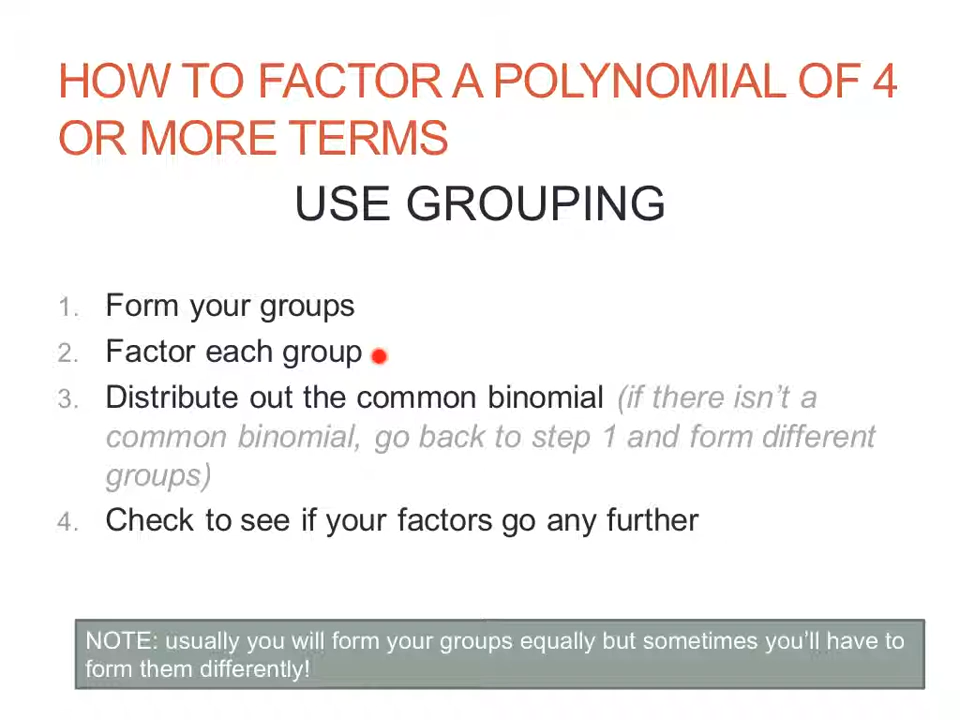 HOW TO FACTOR A POLYNOMIAL OF 4
OR MORE TERMS
USE GROUPING
1. Form your groups
2. Factor each group
3. Distribute out the common binomial (if there isn't a
common binomial, go back to step 1 and form different
groups)
4. Check to see if your factors go any further
NOTE: usually you will form your groups equally but sometimes you'll have to
form them differently!